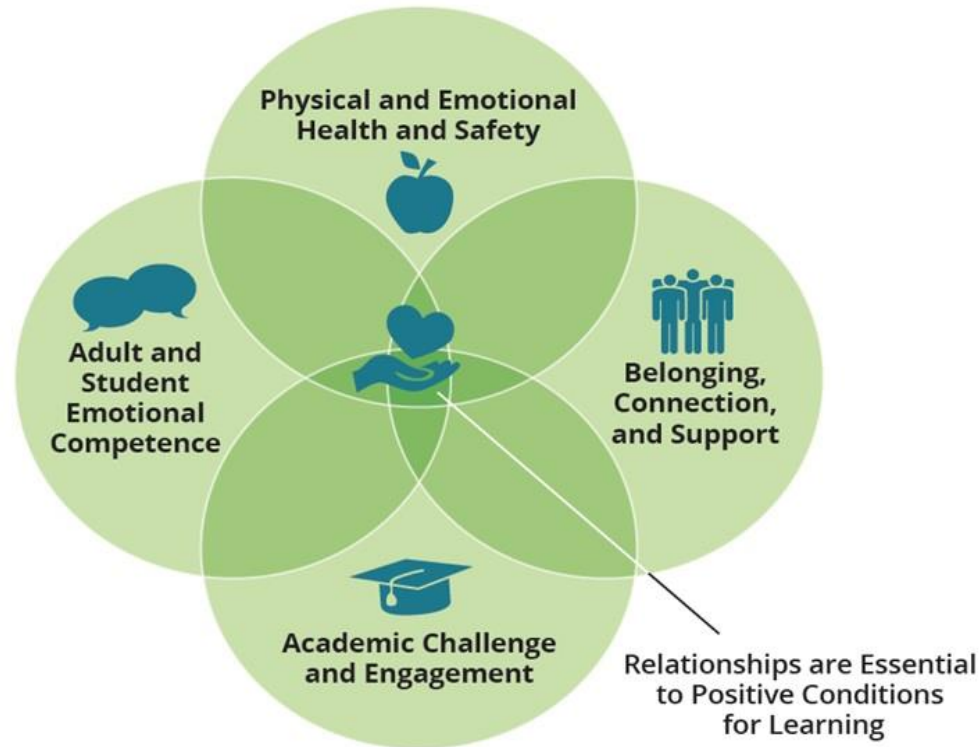 Physical and Emotional
Health and Safety
Adult and
Student
Emotional
Competence
Belonging,
Connection,
and Support
Academic Challenge
and Engagement
Relationships are Essential
to Positive Conditions
for Learning